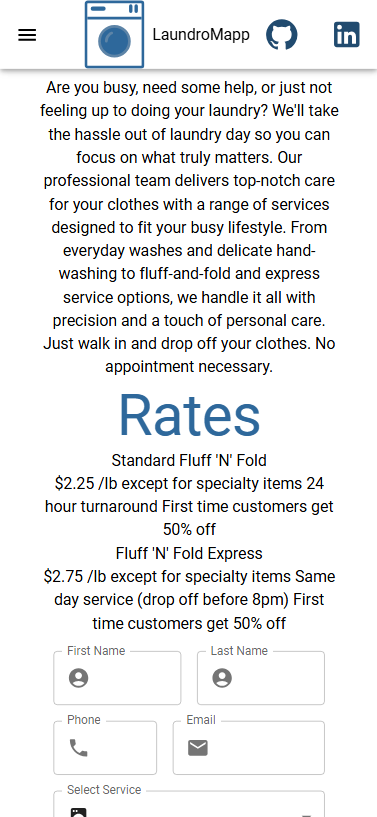 LaundroMapp
Are you busy, need some help, or just not
feeling up to doing your laundry? We'll take
the hassle out of laundry day so you can
focus on what truly matters. Our
professional team delivers top-notch care
for your clothes with a range of services
designed to fit your busy lifestyle. From
everyday washes and delicate hand-
washing to fluff-and-fold and express
service options, we handle it all with
precision and a touch of personal care.
Just walk in and drop off your clothes. No
appointment necessary.
Rates
Standard Fluff 'N' Fold
$2.25 /lb except for specialty items 24
hour turnaround First time customers get
50% off
Fluff 'N' Fold Express
$2.75 /lb except for specialty items Same
day service (drop off before 8pm) First
time customers get 50% off
First Name
Last Name
Phone
Email
Select Service